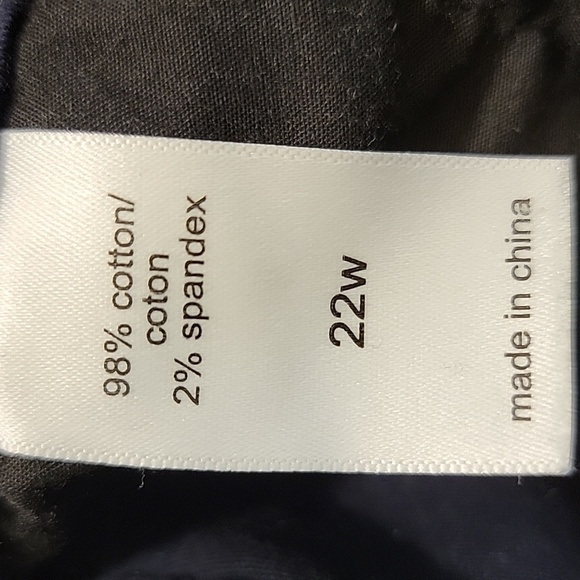 98% cotton/
coton
2% spandex
22w
made in china